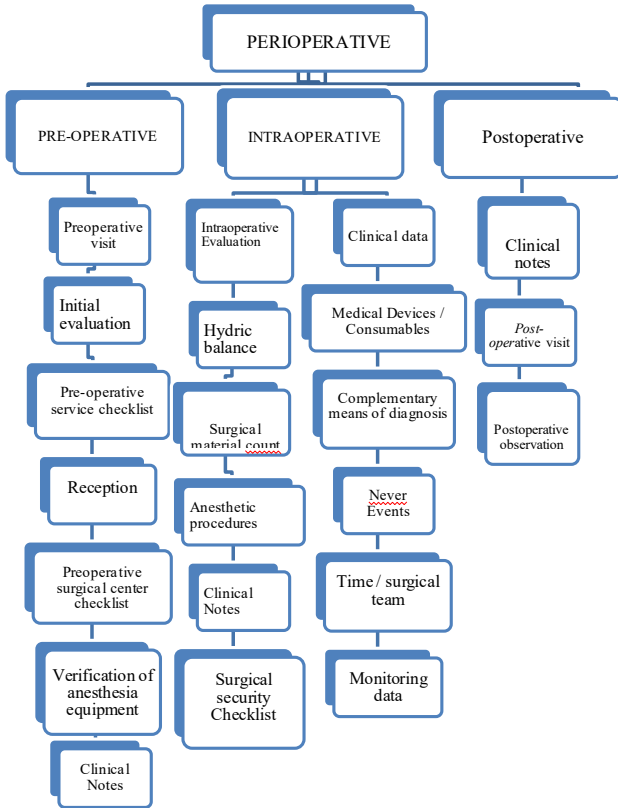 PERIOPERATIVE
PRE-OPERATIVE
INTRAOPERATIVE
Postoperative
Preoperative
visit
Initial
evaluation
Pre-operative
service checklist
Reception
Preoperative
surgical center
checklist
Verification of
anesthesia
equipment
Clinical
Notes
Intraoperative
Evaluation
Hydric
balance
Surgical
material count
Anesthetic
procedures
Clinical
Notes
Surgical
security
Checklist
Clinical data
Medical Devices /
Consumables
Complementary
means of diagnosis
Never
Events
Time / surgical
team
Monitoring
data
Clinical
notes
Post-
operative visit
Postoperative
observation